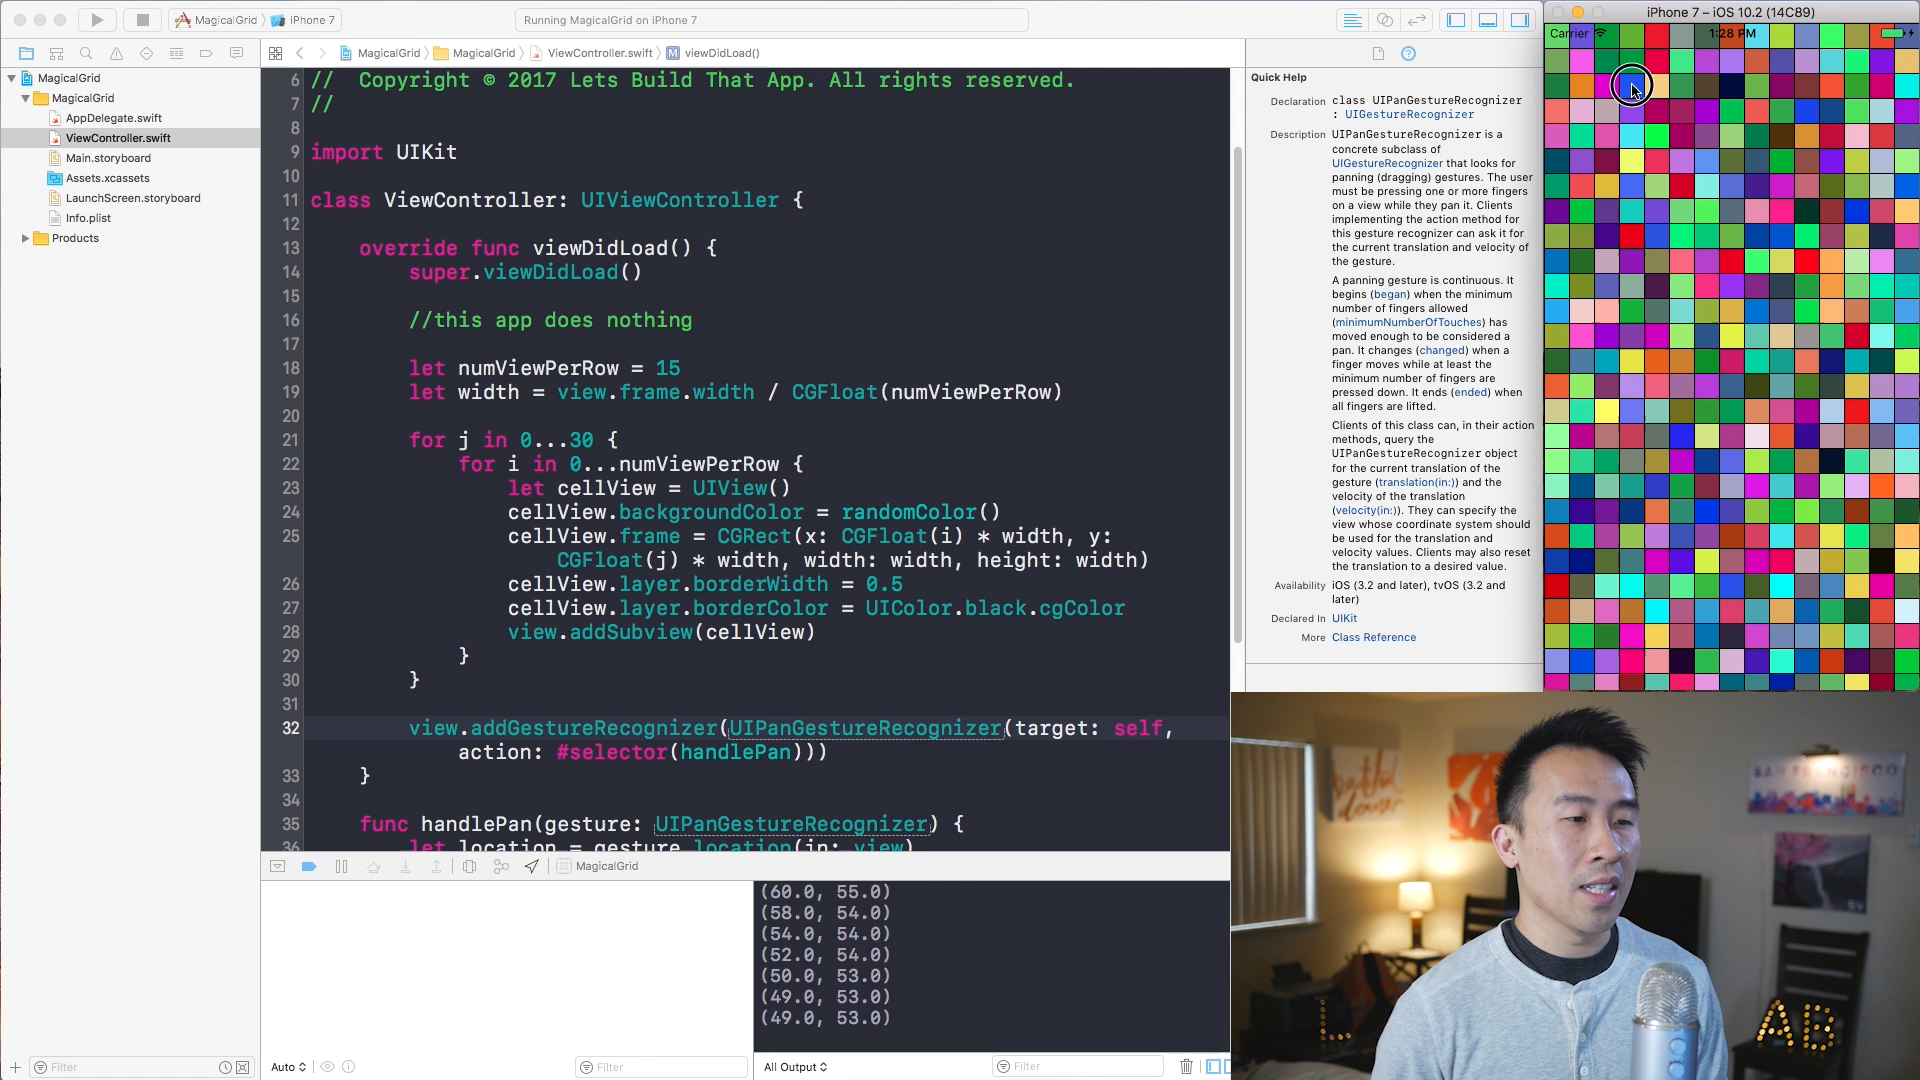 MagicalGrid
iPhone 7
Running MagicalGrid on iPhone 7
iPhone 7 – iOS 10.2 (14C89)
MagicalGrid
MagicalGrid
ViewController.swift
viewDidLoad()
Carrier
1:28 PM
MagicalGrid
MagicalGrid
AppDelegate.swift
ViewController.swift
Main.storyboard
Assets.xcassets
LaunchScreen.storyboard
Info.plist
Products
6 //  Copyright © 2017 Lets Build That App. All rights reserved.
7 //
8
9 import UIKit
10
11 class ViewController: UIViewController {
12
13 override func viewDidLoad() {
14 super.viewDidLoad()
15
16 //this app does nothing
17
18 let numViewPerRow = 15
19 let width = view.frame.width / CGFloat(numViewPerRow)
20
21 for j in 0...30 {
22 for i in 0...numViewPerRow {
23 let cellView = UIView()
24 cellView.backgroundColor = randomColor()
25 cellView.frame = CGRect(x: CGFloat(i) * width, y:
CGFloat(j) * width, width: width, height: width)
26 cellView.layer.borderWidth = 0.5
27 cellView.layer.borderColor = UIColor.black.cgColor
28 view.addSubview(cellView)
29 }
30 }
31
32 view.addGestureRecognizer(UIPanGestureRecognizer(target: self,
action: #selector(handlePan)))
33 }
34
35 func handlePan(gesture: UIPanGestureRecognizer) {
36 let location = gesture.location(in: view)
Quick Help
Declaration class UIPanGestureRecognizer
: UIGestureRecognizer
Description UIPanGestureRecognizer is a
concrete subclass of
UIGestureRecognizer that looks for
panning (dragging) gestures. The user
must be pressing one or more fingers
on a view while they pan it. Clients
implementing the action method for
this gesture recognizer can ask it for
the current translation and velocity of
the gesture.
A panning gesture is continuous. It
begins (began) when the minimum
number of fingers allowed
(minimumNumberOfTouches) has
moved enough to be considered a
pan. It changes (changed) when a
finger moves while at least the
minimum number of fingers are
pressed down. It ends (ended) when
all fingers are lifted.
Clients of this class can, in their action
methods, query the
UIPanGestureRecognizer object
for the current translation of the
gesture (translation(in:)) and the
velocity of the translation
(velocity(in:)). They can specify the
view whose coordinate system should
be used for the translation and
velocity values. Clients may also reset
the translation to a desired value.
Availability iOS (3.2 and later), tvOS (3.2 and
later)
Declared In UIKit
More Class Reference
MagicalGrid
(60.0, 55.0)
(58.0, 54.0)
(54.0, 54.0)
(52.0, 54.0)
(50.0, 53.0)
(49.0, 53.0)
(49.0, 53.0)
Filter
Auto
Filter
All Output
Filter
SAN FRANCISCO
L
AB